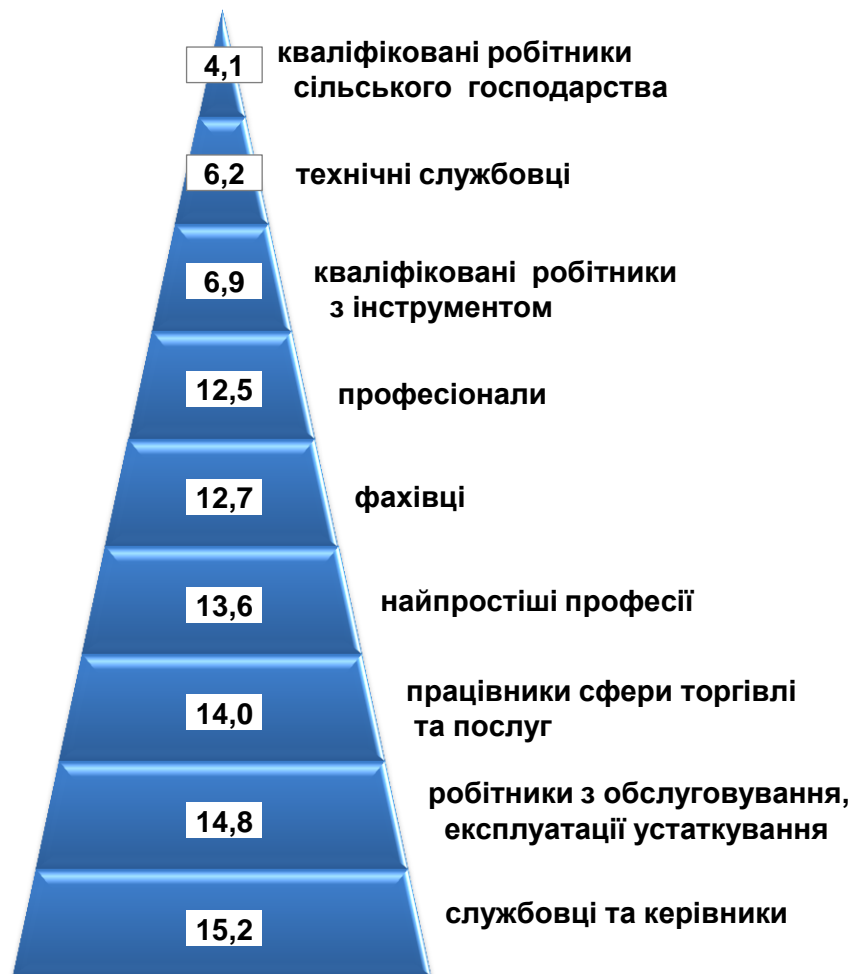 4,1
кваліфіковані робітники
сільського господарства
6,2
технічні службовці
6,9
кваліфіковані робітники
з інструментом
12,5
професіонали
12,7
фахівці
13,6
найпростіші професії
14,0
працівники сфери торгівлі
та послуг
14,8
робітники з обслуговування,
експлуатації устаткування
15,2
службовці та керівники